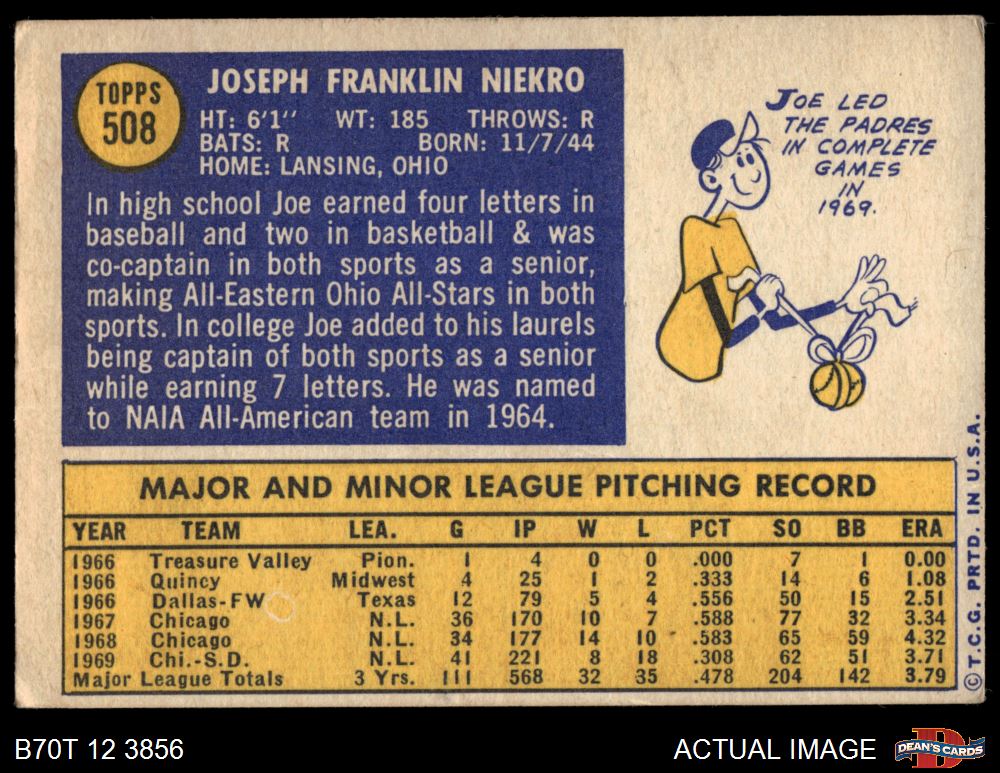 TOPPS
508
JOSEPH FRANKLIN NIEKRO
HT: 6'1'' WT: 185 THROWS: R
BATS: R BORN: 11/7/44
HOME: LANSING, OHIO
In high school Joe earned four letters in
baseball and two in basketball & was
co-captain in both sports as a senior,
making All-Eastern Ohio All-Stars in both
sports. In college Joe added to his laurels
being captain of both sports as a senior
while earning 7 letters. He was named
to NAIA All-American team in 1964.
JOE LED
THE PADRES
IN COMPLETE
GAMES
IN
1969.
MAJOR AND MINOR LEAGUE PITCHING RECORD
YEAR TEAM LEA. G IP W L PCT SO BB ERA
1966 Treasure Valley Pion. 1 4 0 0 .000 7 1 0.00
1966 Quincy Midwest 4 25 1 2 .333 14 6 1.08
1966 Dallas-FW Texas 12 79 5 4 .556 50 15 2.51
1967 Chicago N.L. 36 170 10 7 .588 77 32 3.34
1968 Chicago N.L. 34 177 14 10 .583 65 59 4.32
1969 Chi.-S.D. N.L. 41 221 8 18 .308 62 51 3.71
Major League Totals 3 Yrs. 111 568 32 35 .478 204 142 3.79
©T.C.G. PRTD. IN U.S.A.
B70T 12 3856
ACTUAL IMAGE
D
DEAN'S CARDS